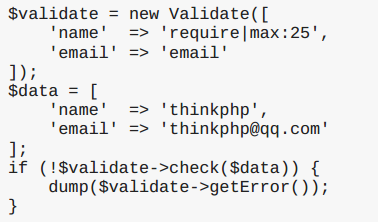 $validate = new Validate([
    'name'  => 'require|max:25',
    'email' => 'email'
]);
$data = [
    'name'  => 'thinkphp',
    'email' => 'thinkphp@qq.com'
];
if (!$validate->check($data)) {
    dump($validate->getError());
}